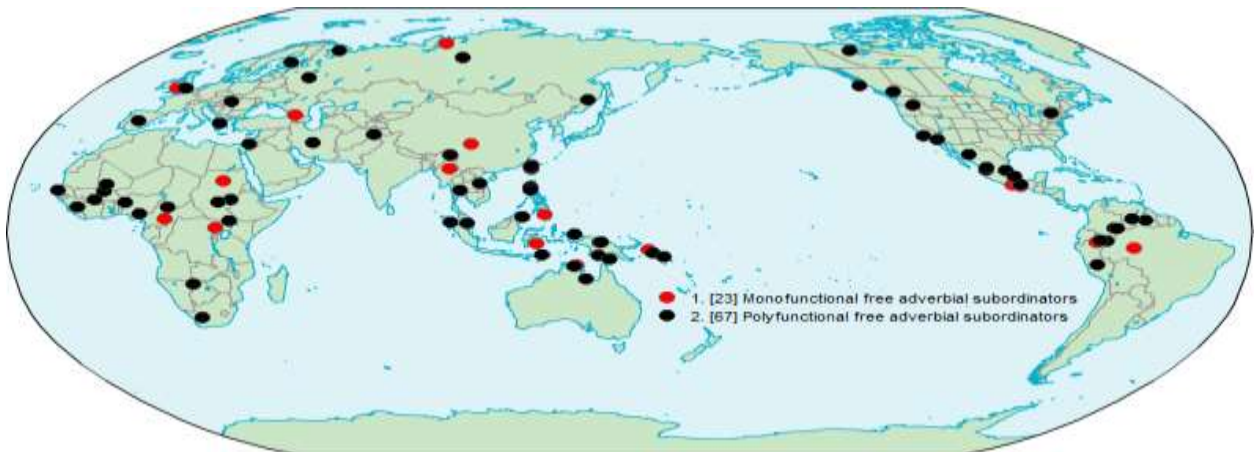 1. [23] Monofunctional free adverbial subordinators
2. [67] Polyfunctional free adverbial subordinators